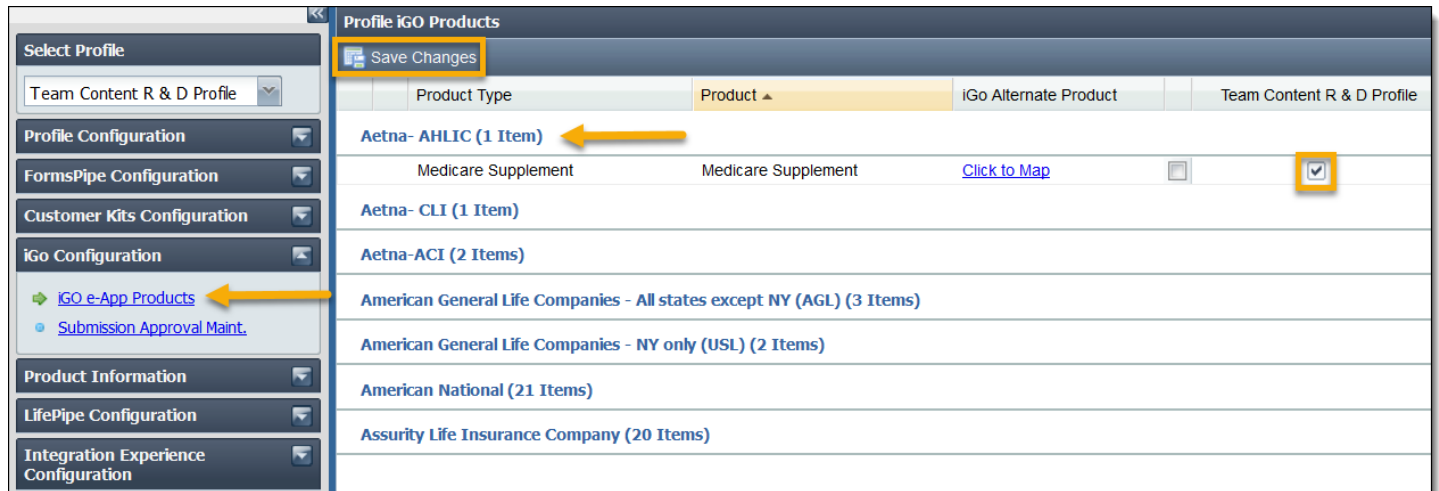 Select Profile
Team Content R & D Profile
Profile Configuration
FormsPipe Configuration
Customer Kits Configuration
iGo Configuration
iGO e-App Products
Submission Approval Maint.
Product Information
LifePipe Configuration
Integration Experience
Configuration
Profile iGO Products
Save Changes
Product Type Product iGo Alternate Product Team Content R & D Profile
Aetna- AHLIC (1 Item)
Medicare Supplement Medicare Supplement Click to Map
Aetna- CLI (1 Item)
Aetna-ACI (2 Items)
American General Life Companies - All states except NY (AGL) (3 Items)
American General Life Companies - NY only (USL) (2 Items)
American National (21 Items)
Assurity Life Insurance Company (20 Items)